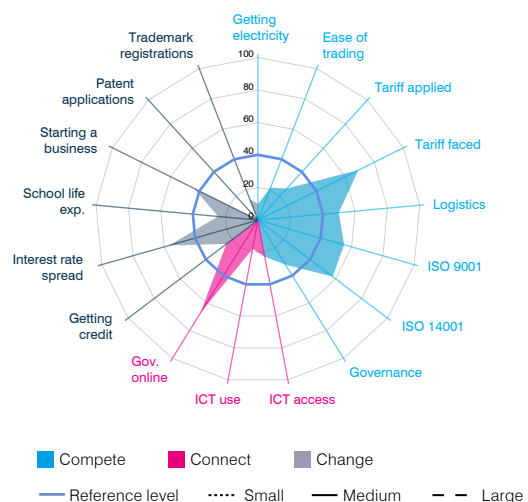 Getting
electricity
Ease of
trading
Tariff applied
Tariff faced
Logistics
ISO 9001
ISO 14001
Governance
ICT access
ICT use
Gov.
online
Getting
credit
Interest rate
spread
School life
exp.
Starting a
business
Patent
applications
Trademark
registrations
100
80
60
40
20
0
Compete Connect Change
Reference level Small Medium Large